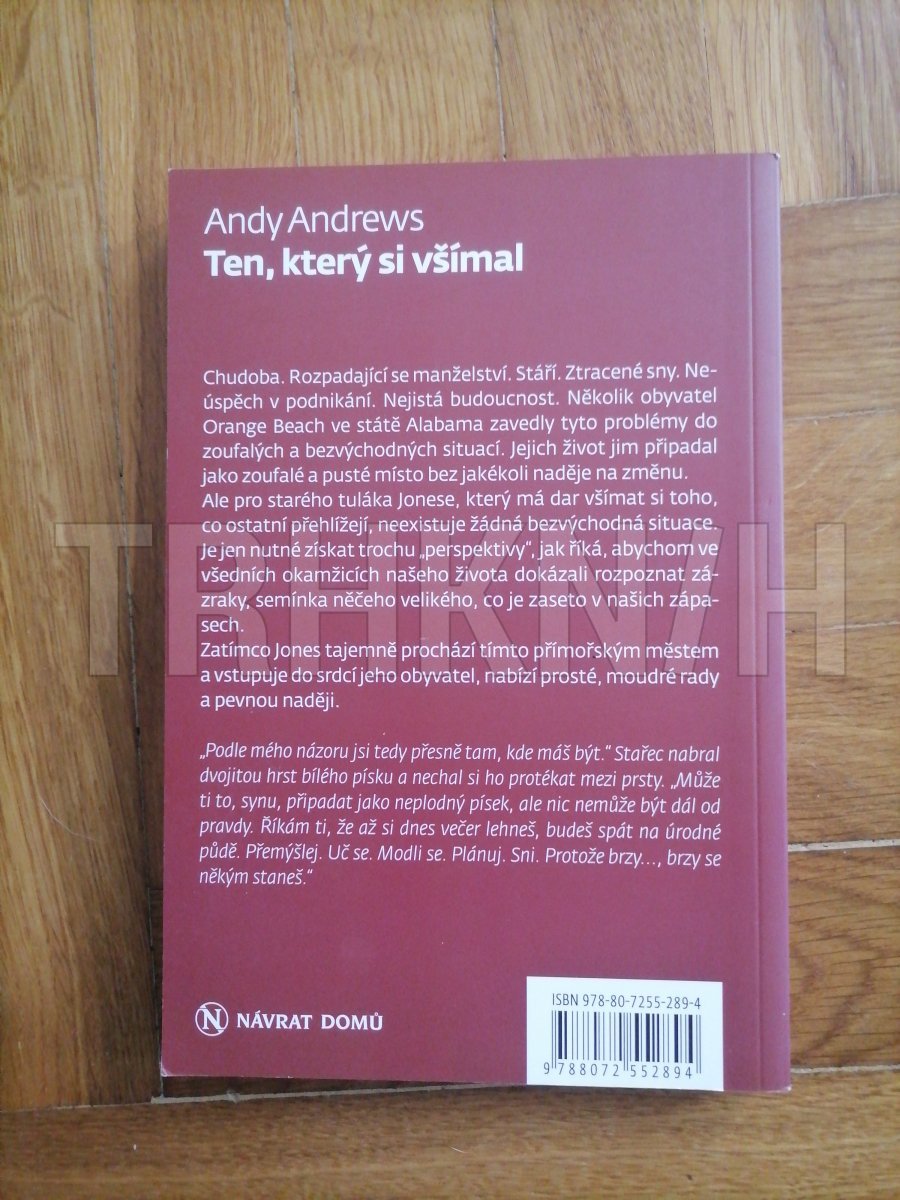 Andy Andrews
Ten, který si všímal
Chudoba. Rozpadající se manželství. Stáří. Ztracené sny. Ne-
úspěch v podnikání. Nejistá budoucnost. Několik obyvatel
Orange Beach ve státě Alabama zavedly tyto problémy do
zoufalých a bezvýchodných situací. Jejich život jim připadal
jako zoufalé a pusté místo bez jakékoli naděje na změnu.
Ale pro starého tuláka Jonese, který má dar všímat si toho,
co ostatní přehlížejí, neexistuje žádná bezvýchodná situace.
Je jen nutné získat trochu „perspektivy“, jak říká, abychom ve
všedních okamžicích našeho života dokázali rozpoznat zá-
zraky, semínka něčeho velikého, co je zaseto v našich zápa-
sech.
Zatímco Jones tajemně prochází tímto přímořským městem
a vstupuje do srdcí jeho obyvatel, nabízí prosté, moudré rady
a pevnou naději.
„Podle mého názoru jsi tedy přesně tam, kde máš být.“ Stařec nabral
dvojitou hrst bílého písku a nechal si ho protékat mezi prsty. „Může
ti to, synu, připadat jako neplodný písek, ale nic nemůže být dál od
pravdy. Říkám ti, že až si dnes večer lehneš, budeš spát na úrodné
půdě. Přemýšlej. Uč se. Modli se. Plánuj. Sni. Protože brzy…, brzy se
někým staneš.“
N NÁVRAT DOMŮ
ISBN 978-80-7255-289-4
9 788072 552894
TRHKNIH